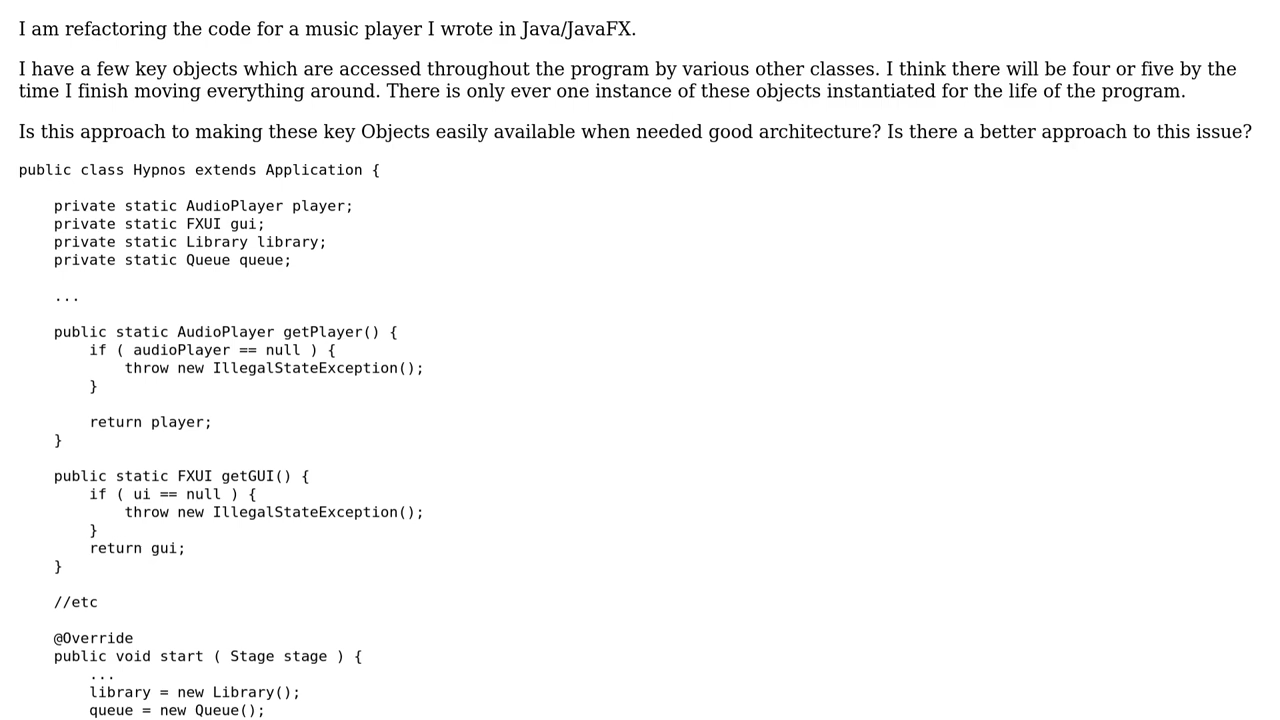 I am refactoring the code for a music player I wrote in Java/JavaFX.
I have a few key objects which are accessed throughout the program by various other classes. I think there will be four or five by the
time I finish moving everything around. There is only ever one instance of these objects instantiated for the life of the program.
Is this approach to making these key Objects easily available when needed good architecture? Is there a better approach to this issue?
public class Hypnos extends Application {
    private static AudioPlayer player;
    private static FXUI gui;
    private static Library library;
    private static Queue queue;
    ...
    public static AudioPlayer getPlayer() {
        if ( audioPlayer == null ) {
            throw new IllegalStateException();
        }
        return player;
    }
    public static FXUI getGUI() {
        if ( ui == null ) {
            throw new IllegalStateException();
        }
        return gui;
    }
    //etc
    @Override
    public void start ( Stage stage ) {
        ...
        library = new Library();
        queue = new Queue();